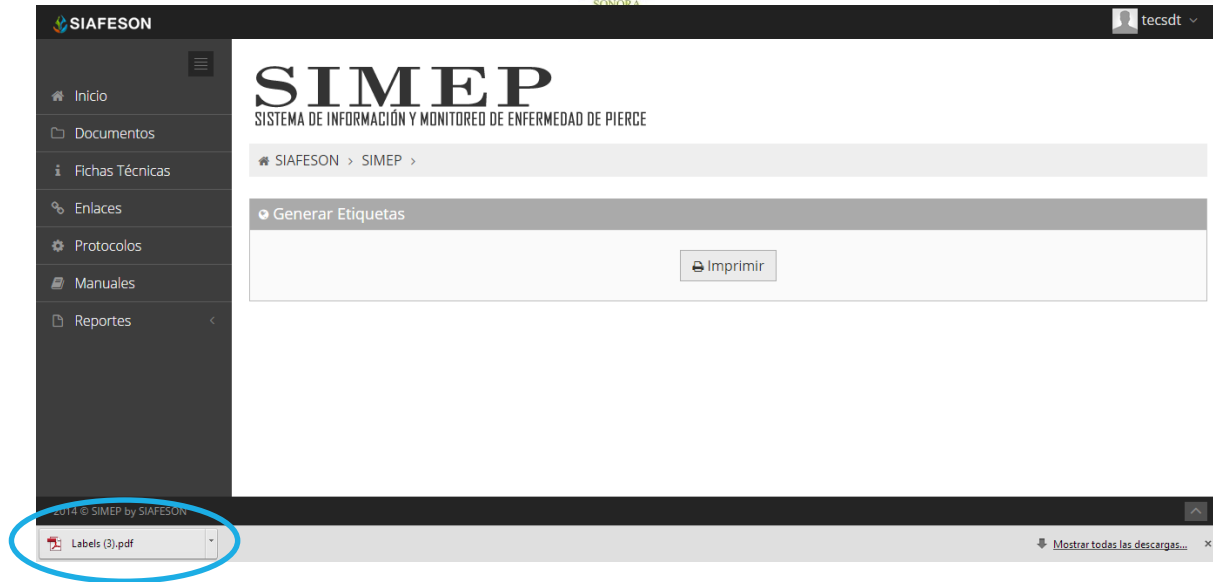 SONORA
SIAFESON
tecsdt
SIMEP
SISTEMA DE INFORMACIÓN Y MONITOREO DE ENFERMEDAD DE PIERCE
Inicio
Documentos
Fichas Técnicas
Enlaces
Protocolos
Manuales
Reportes
SIAFESON > SIMEP >
Generar Etiquetas
Imprimir
2014 © SIMEP by SIAFESON
Labels (3).pdf
Mostrar todas las descargas...